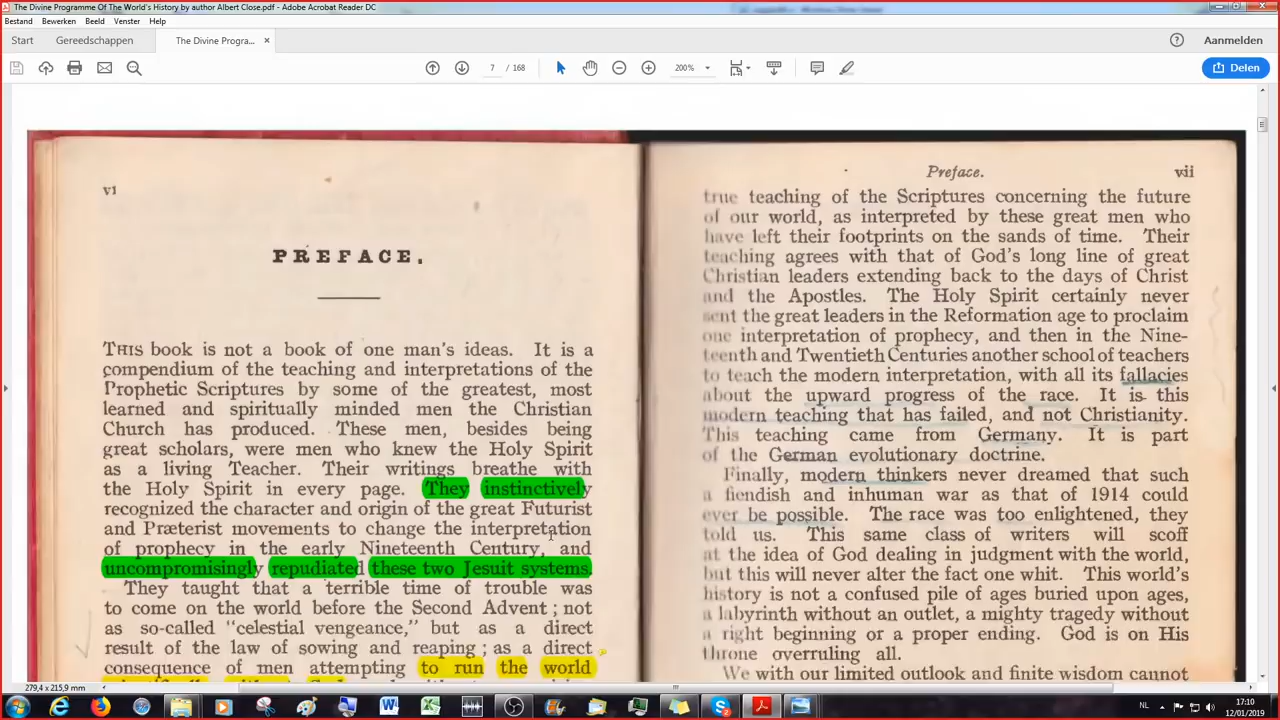 The Divine Programme Of The World's History by author Albert Close.pdf - Adobe Acrobat Reader DC
Bestand Bewerken Beeld Venster Help
Start Gereedschappen The Divine Progra... × Aanmelden
7 / 168 200% Delen
vi
PREFACE.
THIS book is not a book of one man's ideas. It is a
compendium of the teaching and interpretations of the
Prophetic Scriptures by some of the greatest, most
learned and spiritually minded men the Christian
Church has produced. These men, besides being
great scholars, were men who knew the Holy Spirit
as a living Teacher. Their writings breathe with
the Holy Spirit in every page. They instinctively
recognized the character and origin of the great Futurist
and Præterist movements to change the interpretation
of prophecy in the early Nineteenth Century, and
uncompromisingly repudiated these two Jesuit systems.
They taught that a terrible time of trouble was
to come on the world before the Second Advent; not
as so-called "celestial vengeance," but as a direct
result of the law of sowing and reaping; as a direct
consequence of men attempting to run the world
Preface. vii
true teaching of the Scriptures concerning the future
of our world, as interpreted by these great men who
have left their footprints on the sands of time. Their
teaching agrees with that of God's long line of great
Christian leaders extending back to the days of Christ
and the Apostles. The Holy Spirit certainly never
sent the great leaders in the Reformation age to proclaim
one interpretation of prophecy, and then in the Nine-
teenth and Twentieth Centuries another school of teachers
to teach the modern interpretation, with all its fallacies
about the upward progress of the race. It is this
modern teaching that has failed, and not Christianity.
This teaching came from Germany. It is part
of the German evolutionary doctrine.
Finally, modern thinkers never dreamed that such
a fiendish and inhuman war as that of 1914 could
ever be possible. The race was too enlightened, they
told us. This same class of writers will scoff
at the idea of God dealing in judgment with the world,
but this will never alter the fact one whit. This world's
history is not a confused pile of ages buried upon ages,
a labyrinth without an outlet, a mighty tragedy without
a right beginning or a proper ending. God is on His
throne overruling all.
We with our limited outlook and finite wisdom cannot
279,4 x 215,9 mm
NL 17:10
12/01/2019